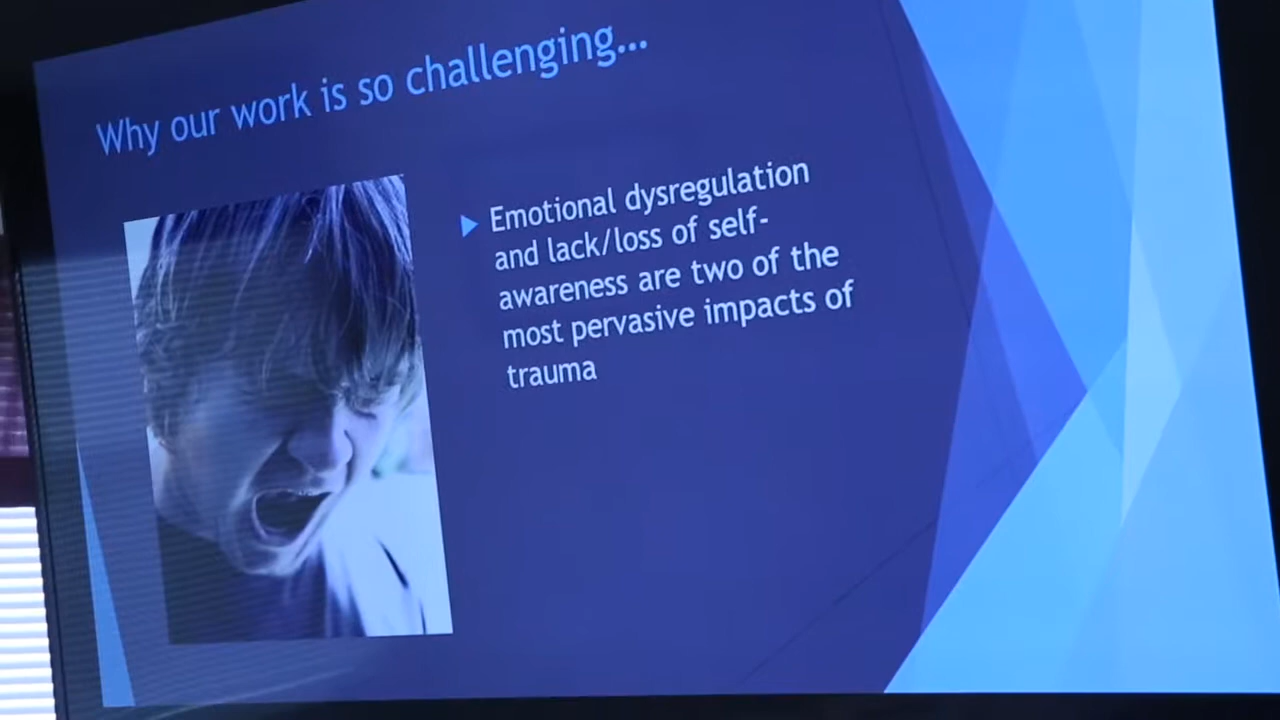 Why our work is so challenging...
Emotional dysregulation
and lack/loss of self-
awareness are two of the
most pervasive impacts of
trauma